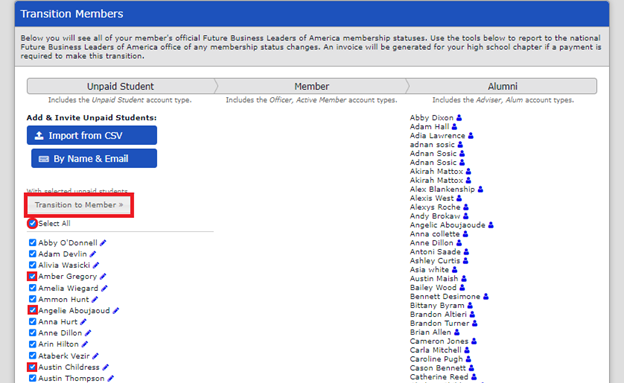 Transition Members
Below you will see all of your member's official Future Business Leaders of America membership statuses. Use the tools below to report to the national
Future Business Leaders of America office of any membership status changes. An invoice will be generated for your high school chapter if a payment is
required to make this transition.
Unpaid Student
Member
Alumni
Includes the Unpaid Student account type.
Includes the Officer, Active Member account types.
Includes the Adviser, Alum account types.
Add & Invite Unpaid Students:
Import from CSV
By Name & Email
With selected unpaid students
Transition to Member »
Select All
Abby O'Donnell
Adam Devlin
Alivia Wasicki
Amber Gregory
Amelia Wiegard
Ammon Hunt
Angelie Aboujaoud
Anna Hurt
Anne Dillon
Arin Hilton
Ataberk Vezir
Austin Childress
Austin Thompson
Abby Dixon
Adam Hall
Adia Lawrence
adnan sosic
Adnan Sosic
Adnan Sosic
Akirah Mattox
Akirah Mattox
Alex Blankenship
Alexis West
Alexys Roche
Andy Brokaw
Angelic Aboujaoude
Anna collette
Anne Dillon
Antoni Saade
Ashley Curtis
Asia white
Austin Maish
Bailey Wood
Bennett Desimone
Bittany Byram
Brandon Altieri
Brandon Turner
Brian Allen
Cameron Jones
Carla Mitchell
Caroline Pugh
Cason Bennett
Catherine Reed